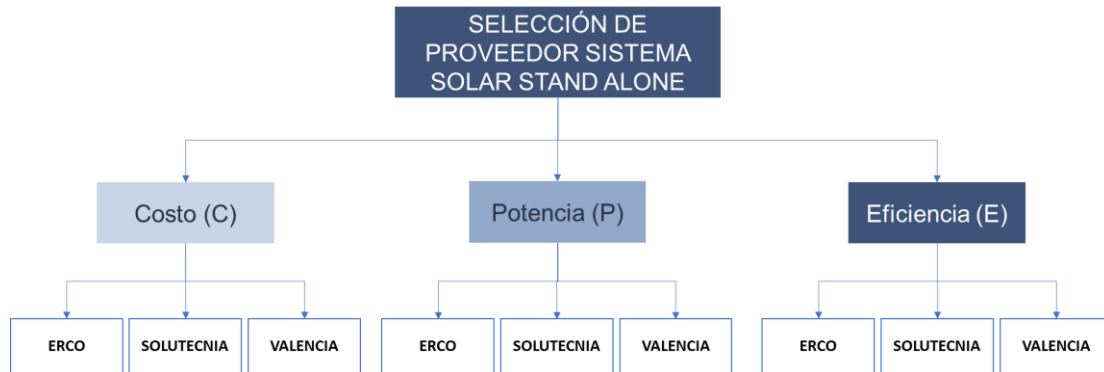 SELECCIÓN DE
PROVEEDOR SISTEMA
SOLAR STAND ALONE
Costo (C)
Potencia (P)
Eficiencia (E)
ERCO
SOLUTECNIA
VALENCIA
ERCO
SOLUTECNIA
VALENCIA
ERCO
SOLUTECNIA
VALENCIA